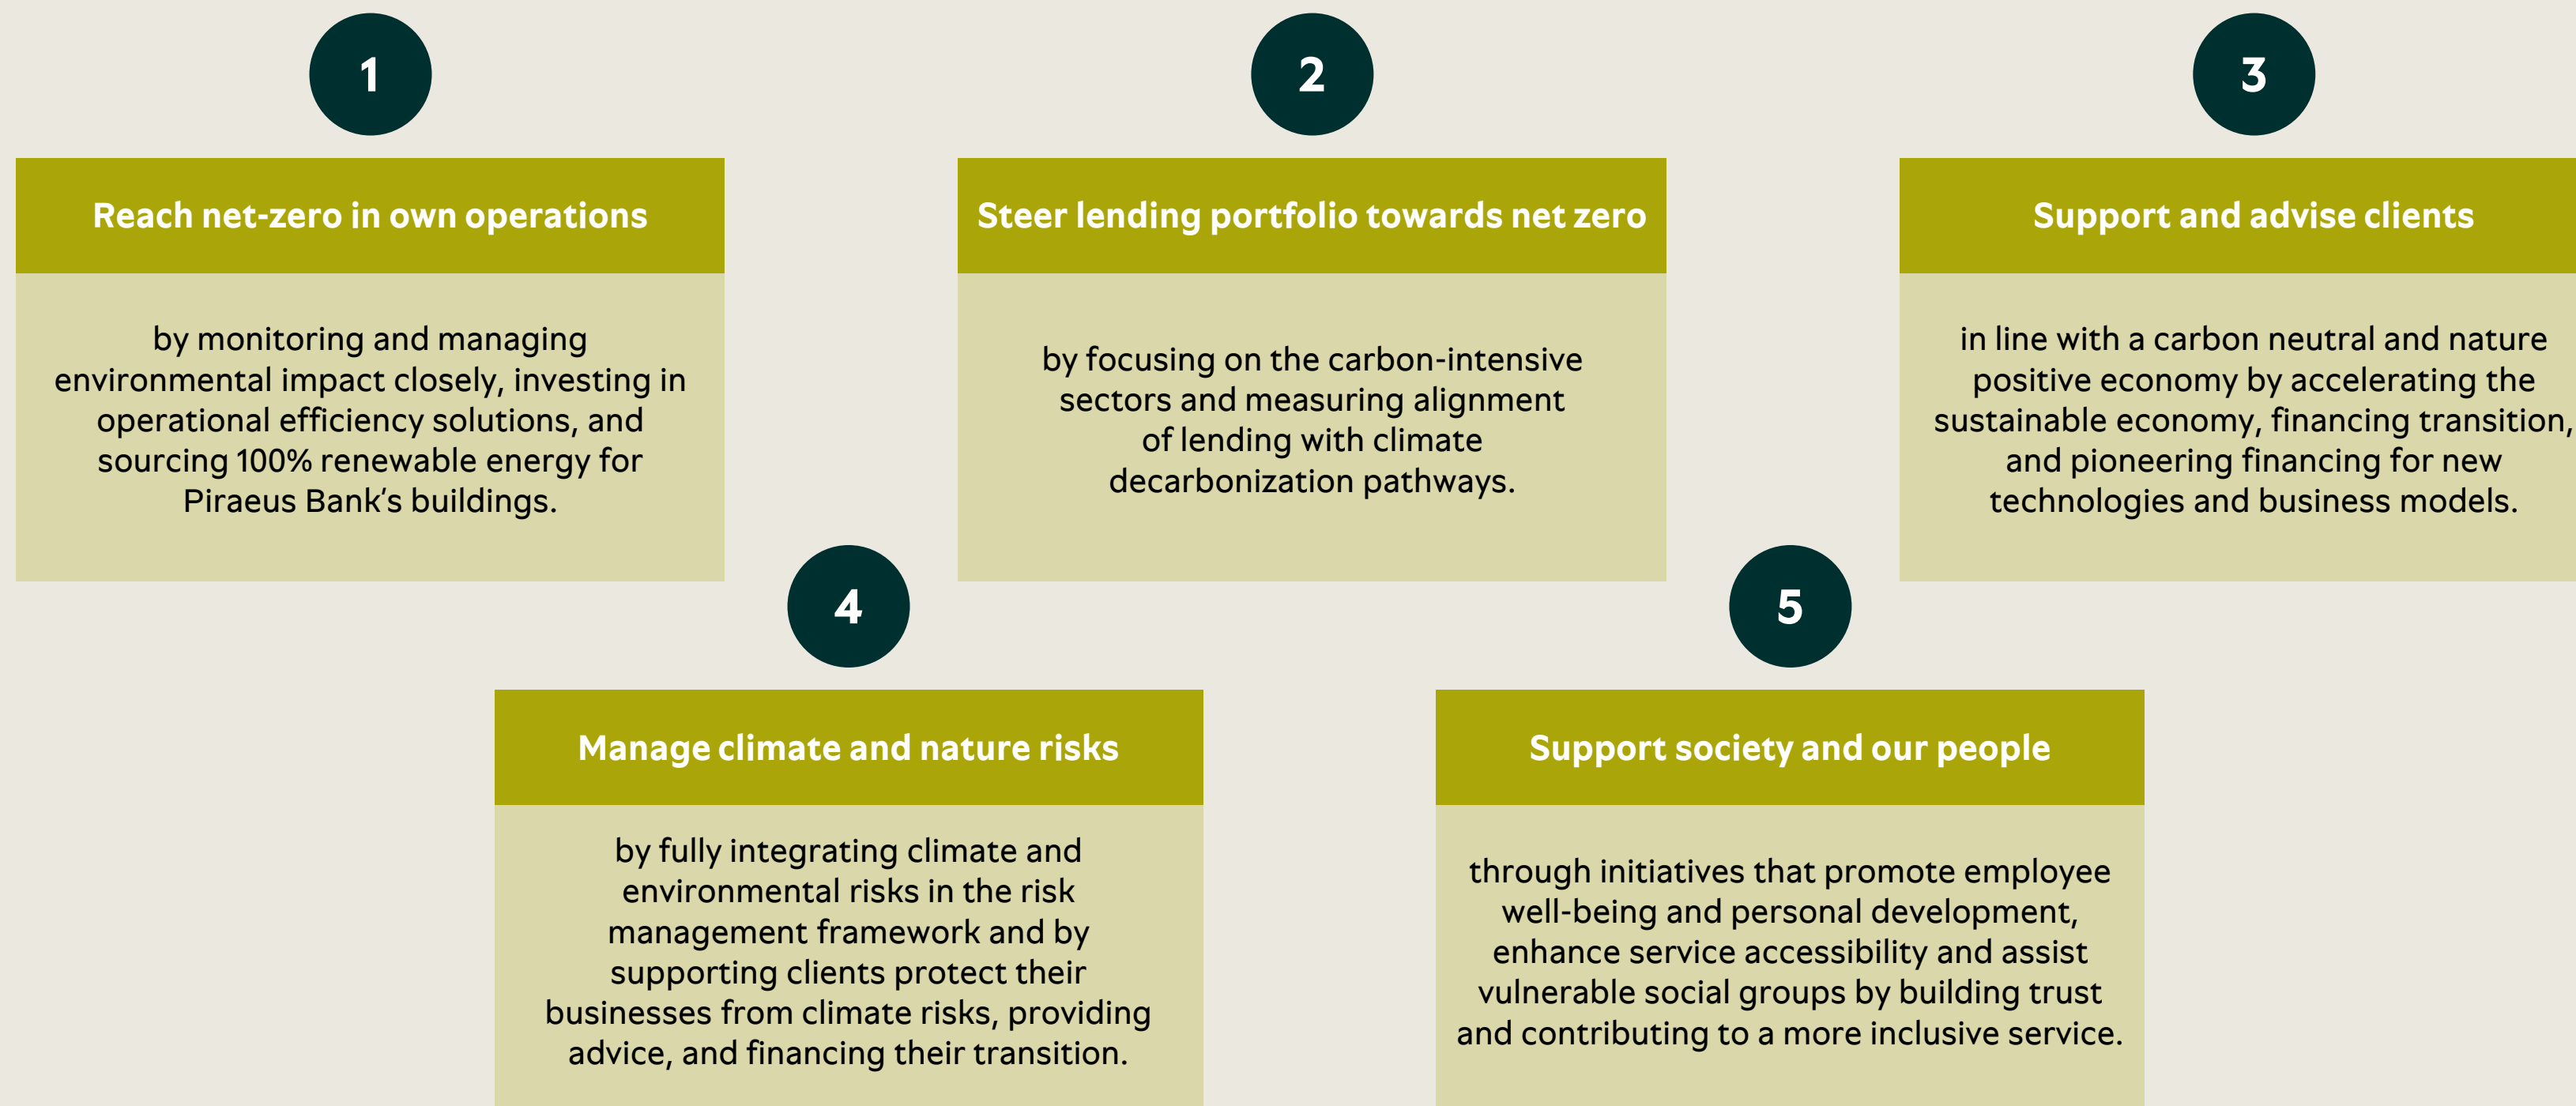 1
Reach net-zero in own operations
by monitoring and managing
environmental impact closely, investing in
operational efficiency solutions, and
sourcing 100% renewable energy for
Piraeus Bank's buildings.
2
Steer lending portfolio towards net zero
by focusing on the carbon-intensive
sectors and measuring alignment
of lending with climate
decarbonization pathways.
3
Support and advise clients
in line with a carbon neutral and nature
positive economy by accelerating the
sustainable economy, financing transition,
and pioneering financing for new
technologies and business models.
4
Manage climate and nature risks
by fully integrating climate and
environmental risks in the risk
management framework and by
supporting clients protect their
businesses from climate risks, providing
advice, and financing their transition.
5
Support society and our people
through initiatives that promote employee
well-being and personal development,
enhance service accessibility and assist
vulnerable social groups by building trust
and contributing to a more inclusive service.